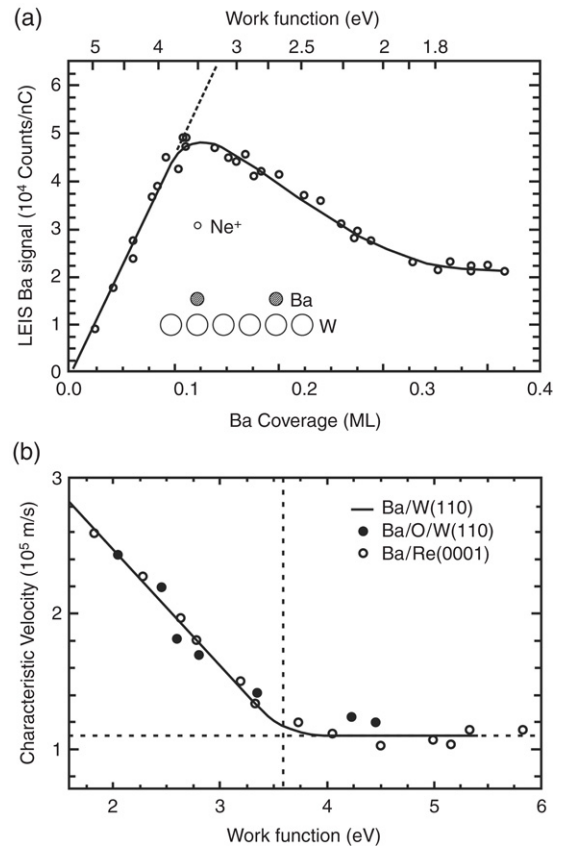 (a)
Work function (eV)
5 4 3 2.5 2 1.8
LEIS Ba signal (10⁴ Counts/nC)
6
5
4
3
2
1
0
Ne⁺
Ba
W
0.0 0.1 0.2 0.3 0.4
Ba Coverage (ML)
(b)
Characteristic Velocity (10⁵ m/s)
3
2
1
Ba/W(110)
Ba/O/W(110)
Ba/Re(0001)
2 3 4 5 6
Work function (eV)